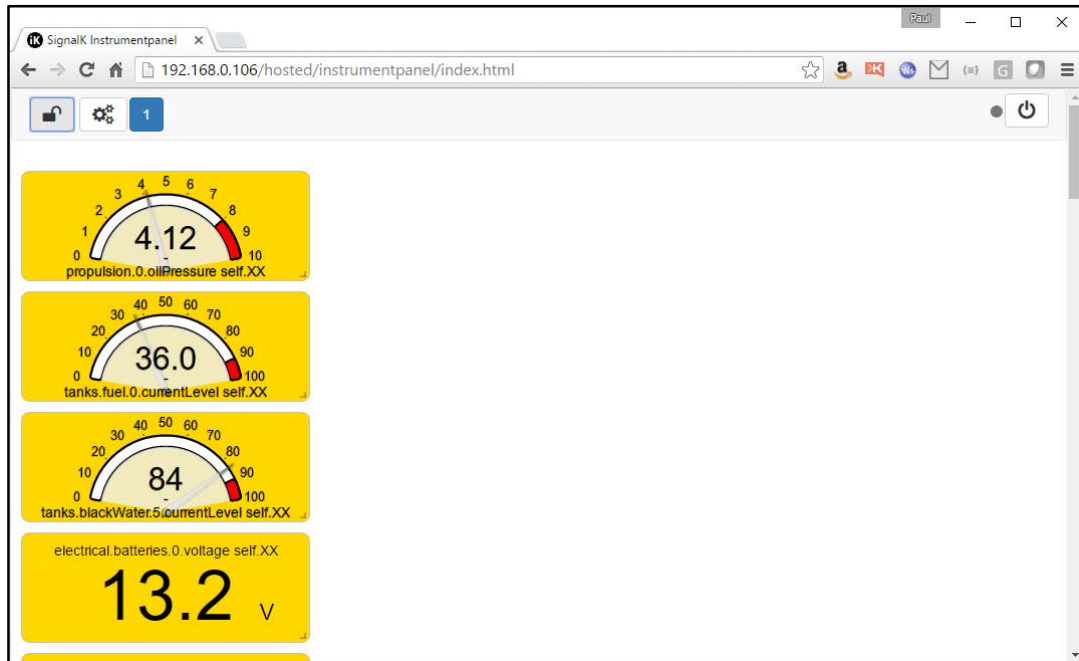 Paul
SignalK Instrumentpanel
192.168.0.106/hosted/instrumentpanel/index.html
1
0 1 2 3 4 5 6 7 8 9 10
4.12
-
propulsion.0.oilPressure self.XX
0 10 20 30 40 50 60 70 80 90 100
36.0
-
tanks.fuel.0.currentLevel self.XX
0 10 20 30 40 50 60 70 80 90 100
84
-
tanks.blackWater.5.currentLevel self.XX
electrical.batteries.0.voltage self.XX
13.2 V